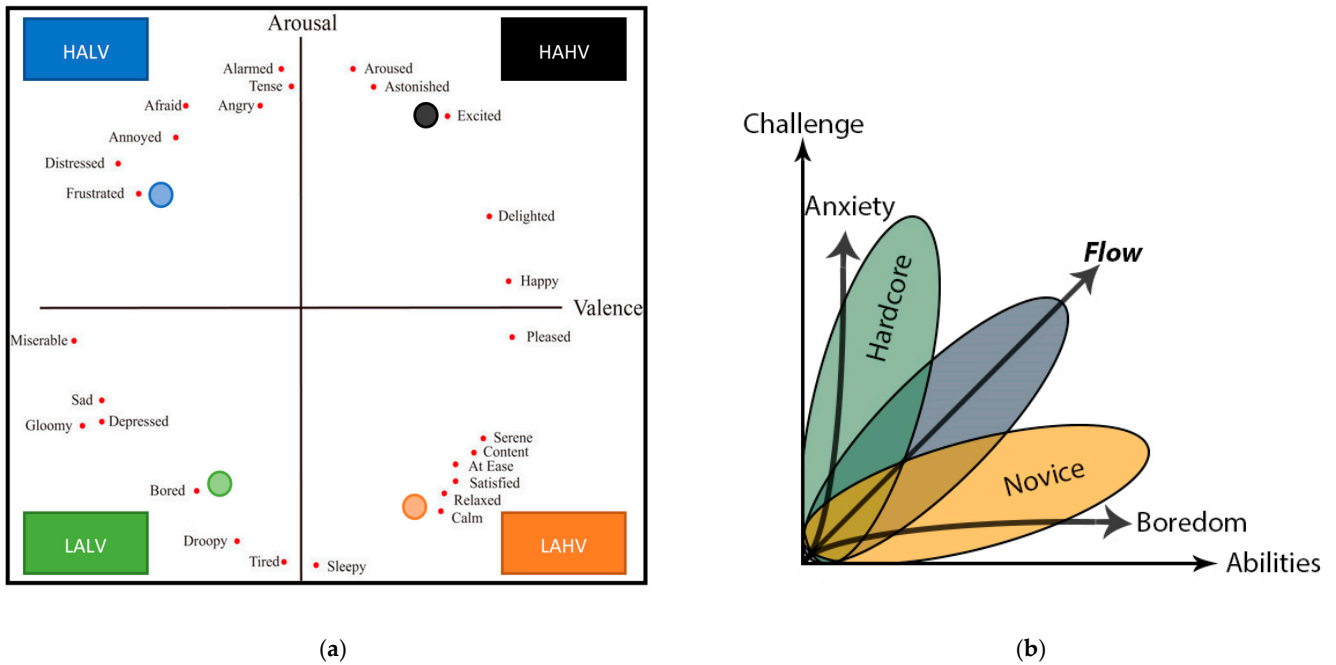 Arousal
HALV
HAHV
Alarmed
Aroused
Tense
Astonished
Afraid
Angry
Excited
Annoyed
Distressed
Frustrated
Delighted
Happy
Valence
Miserable
Pleased
Sad
Depressed
Gloomy
Serene
Content
At Ease
Satisfied
Bored
Relaxed
Calm
LALV
LAHV
Droopy
Tired
Sleepy
(a)
Challenge
Anxiety
Flow
Hardcore
Novice
Boredom
Abilities
(b)